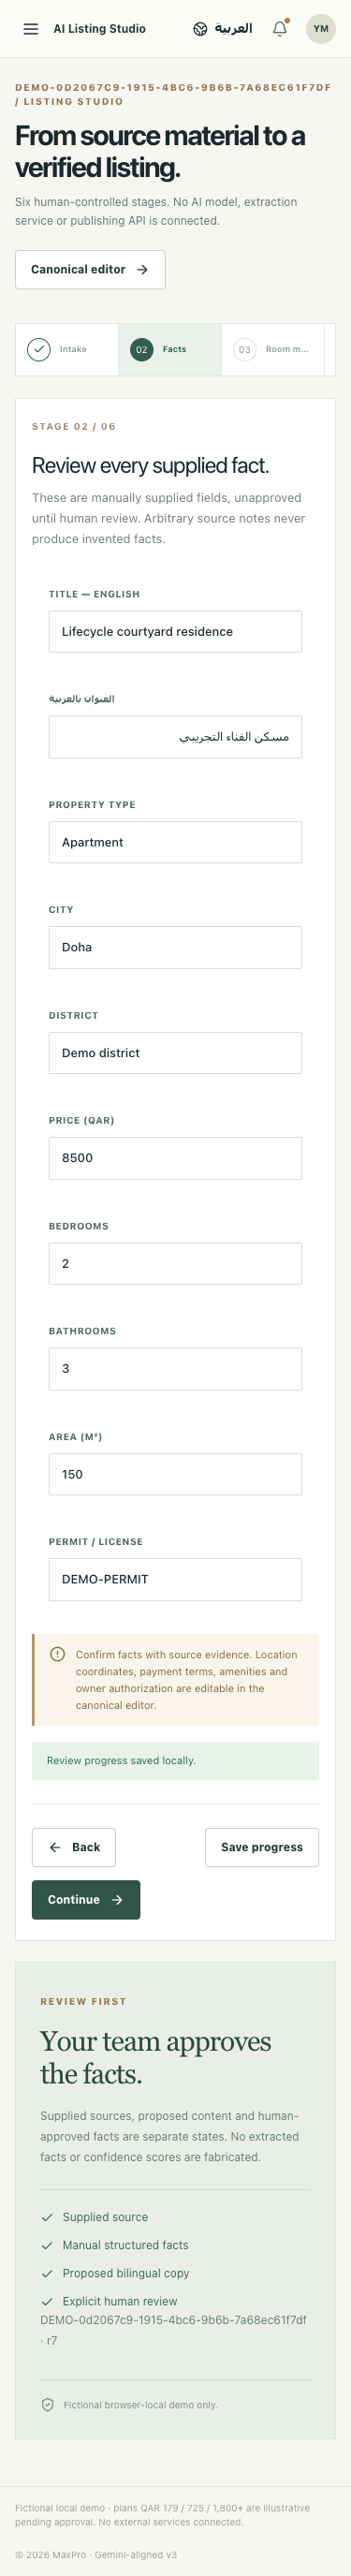 AI Listing Studio
العربية
YM
DEMO-0D2067C9-1915-4BC6-9B6B-7A68EC61F7DF
/ LISTING STUDIO
From source material to a
verified listing.
Six human-controlled stages. No AI model, extraction
service or publishing API is connected.
Canonical editor
Intake
02
Facts
03
Room m...
STAGE 02 / 06
Review every supplied fact.
These are manually supplied fields, unapproved
until human review. Arbitrary source notes never
produce invented facts.
TITLE — ENGLISH
Lifecycle courtyard residence
العنوان بالعربية
مسكن الفناء التجريبي
PROPERTY TYPE
Apartment
CITY
Doha
DISTRICT
Demo district
PRICE (QAR)
8500
BEDROOMS
2
BATHROOMS
3
AREA (M²)
150
PERMIT / LICENSE
DEMO-PERMIT
Confirm facts with source evidence. Location
coordinates, payment terms, amenities and
owner authorization are editable in the
canonical editor.
Review progress saved locally.
Back
Save progress
Continue
REVIEW FIRST
Your team approves
the facts.
Supplied sources, proposed content and human-
approved facts are separate states. No extracted
facts or confidence scores are fabricated.
Supplied source
Manual structured facts
Proposed bilingual copy
Explicit human review
DEMO-0d2067c9-1915-4bc6-9b6b-7a68ec61f7df
· r7
Fictional browser-local demo only.
Fictional local demo · plans QAR 179 / 725 / 1,800+ are illustrative
pending approval. No external services connected.
© 2026 MaxPro · Gemini-aligned v3